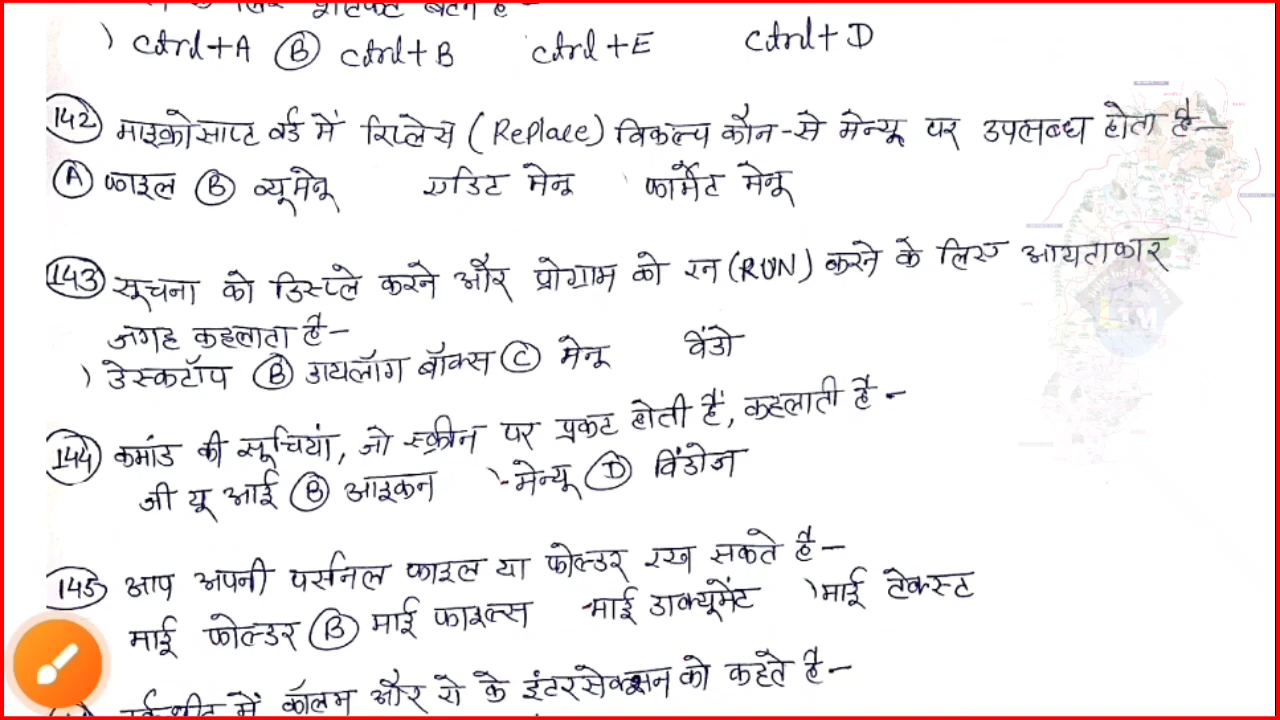 के लिए शॉर्टकट बटन है -
) Ctrl+A (B) Ctrl+B Ctrl+E Ctrl+D
(142) माइक्रोसाप्ट वर्ड में रिप्लेस (Replace) विकल्प कौन-से मेन्यू पर उपलब्ध होता है-
(A) फाइल (B) व्यू मेनू एडिट मेनू फार्मेट मेनू
(143) सूचना को डिस्प्ले करने और प्रोग्राम को रन (RUN) करने के लिए आयताकार
जगह कहलाता है-
) डेस्कटॉप (B) डायलॉग बॉक्स (C) मेनू विंडो
(144) कमांड की सूचियां, जो स्क्रीन पर प्रकट होती हैं, कहलाती है -
जी यू आई (B) आइकन मेन्यू (D) विंडोज
(145) आप अपनी पर्सनल फाइल या फोल्डर रख सकते है-
माई फोल्डर (B) माई फाइल्स माई डाक्यूमेंट ) माई टेक्स्ट
में कॉलम और रो के इंटरसेक्शन को कहते है-